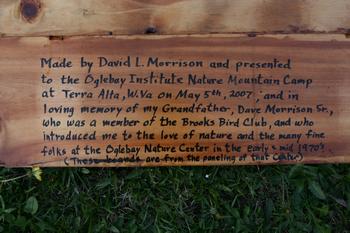 Made by David L. Morrison and presented
to the Oglebay Institute Nature Mountain Camp
at Terra Alta, W.Va on May 5th, 2007; and in
loving memory of my Grandfather, Dave Morrison Sr.,
who was a member of the Brooks Bird Club, and who
introduced me to the love of nature and the many fine
folks at the Oglebay Nature Center in the Early & mid 1970's.
(These boards are from the paneling of that Center)